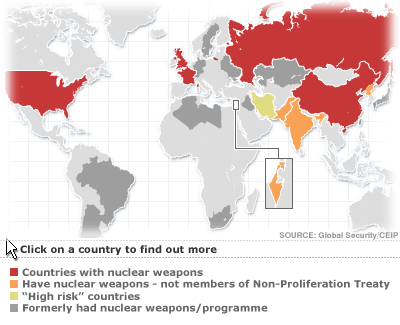 SOURCE: Global Security/CEIP
Click on a country to find out more
Countries with nuclear weapons
Have nuclear weapons - not members of Non-Proliferation Treaty
“High risk” countries
Formerly had nuclear weapons/programme